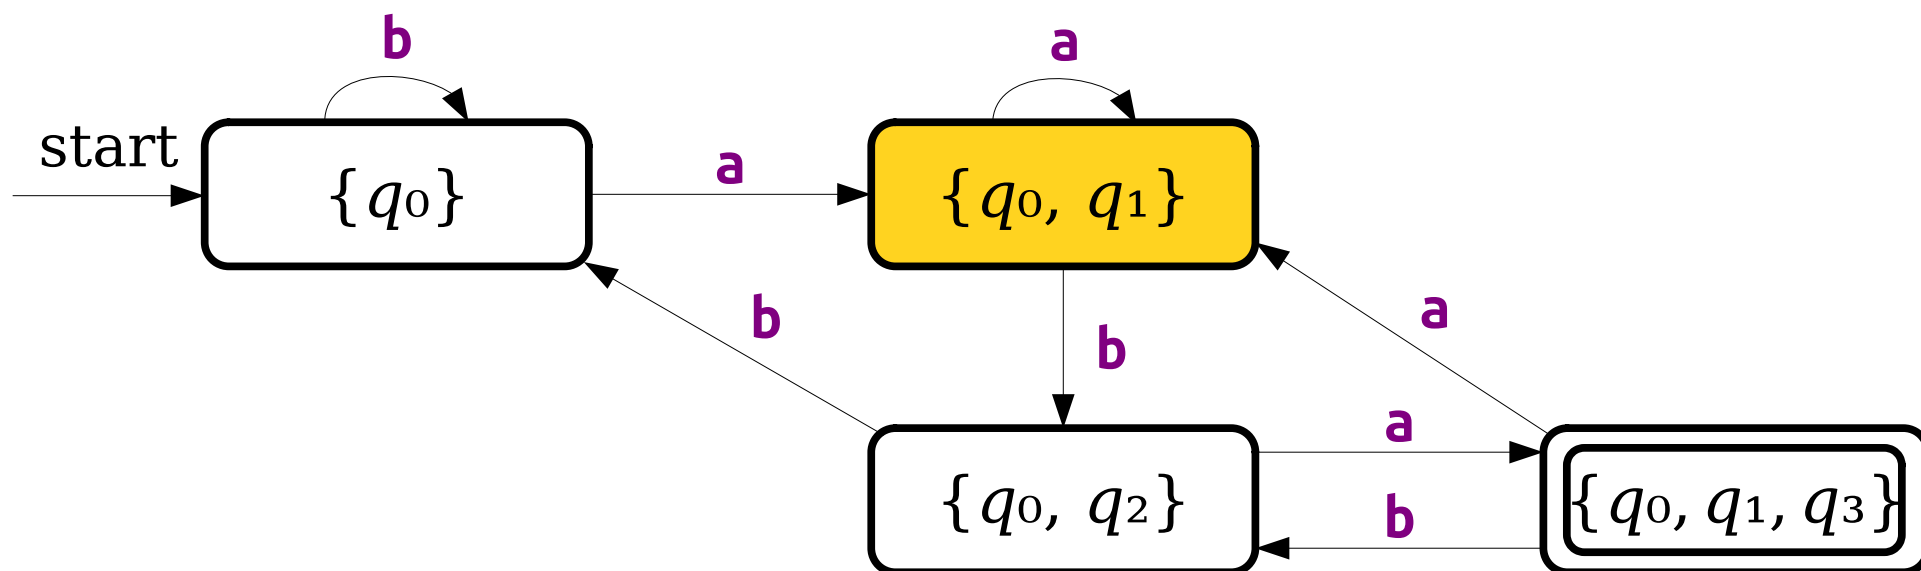 b
a
start
{q₀}
a
{q₀, q₁}
b
b
a
{q₀, q₂}
a
b
{q₀, q₁, q₃}